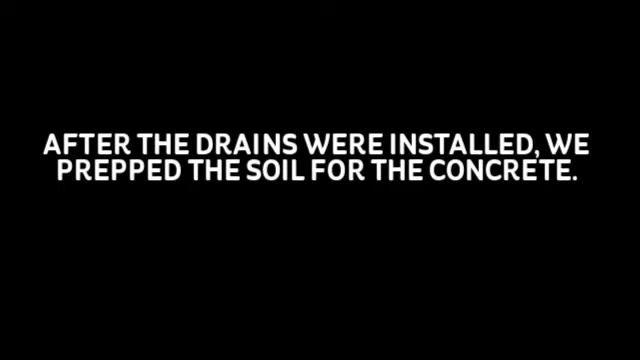 AFTER THE DRAINS WERE INSTALLED, WE
PREPPED THE SOIL FOR THE CONCRETE.